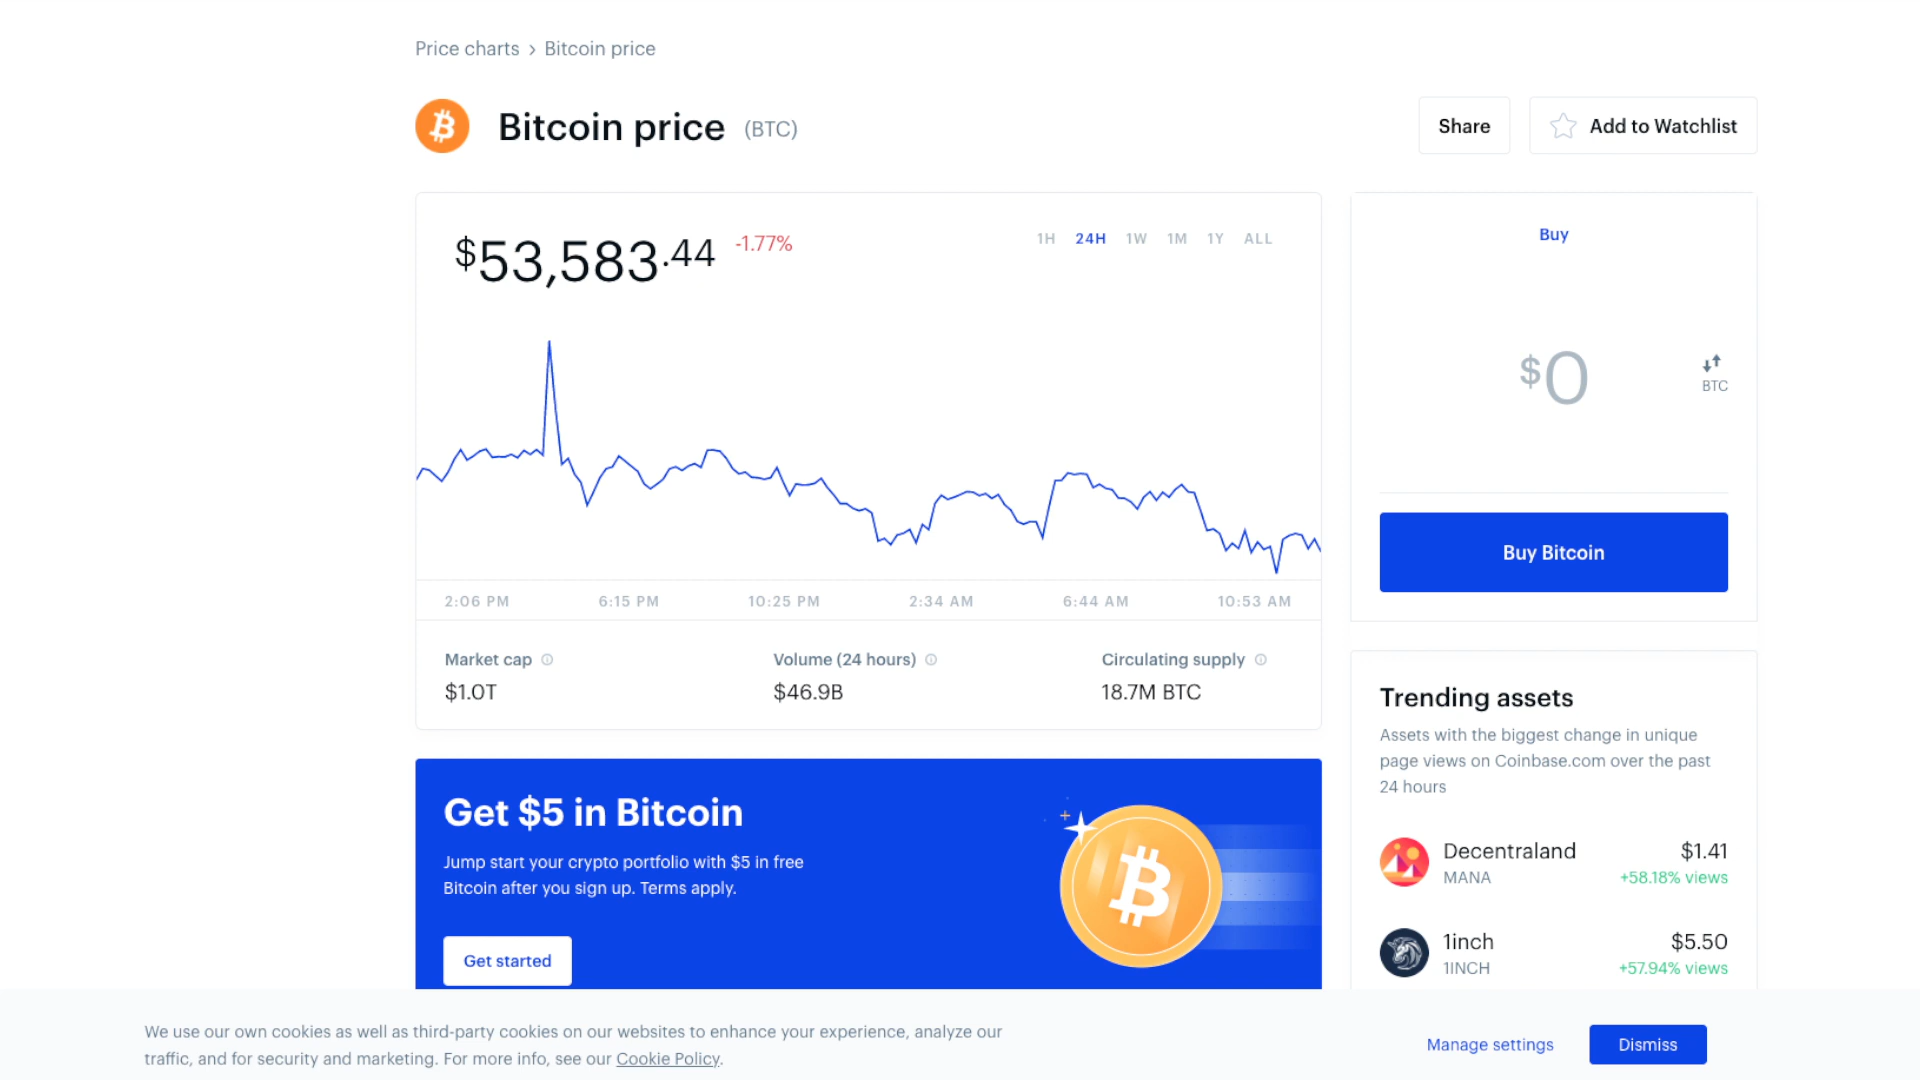 Price charts › Bitcoin price
Bitcoin price (BTC)
Share
Add to Watchlist
$53,583.44 -1.77%
1H 24H 1W 1M 1Y ALL
2:06 PM 6:15 PM 10:25 PM 2:34 AM 6:44 AM 10:53 AM
Market cap
$1.0T
Volume (24 hours)
$46.9B
Circulating supply
18.7M BTC
Buy
$0
BTC
Buy Bitcoin
Get $5 in Bitcoin
Jump start your crypto portfolio with $5 in free
Bitcoin after you sign up. Terms apply.
Get started
Trending assets
Assets with the biggest change in unique
page views on Coinbase.com over the past
24 hours
Decentraland $1.41
MANA +58.18% views
1inch $5.50
1INCH +57.94% views
We use our own cookies as well as third-party cookies on our websites to enhance your experience, analyze our
traffic, and for security and marketing. For more info, see our Cookie Policy.
Manage settings
Dismiss